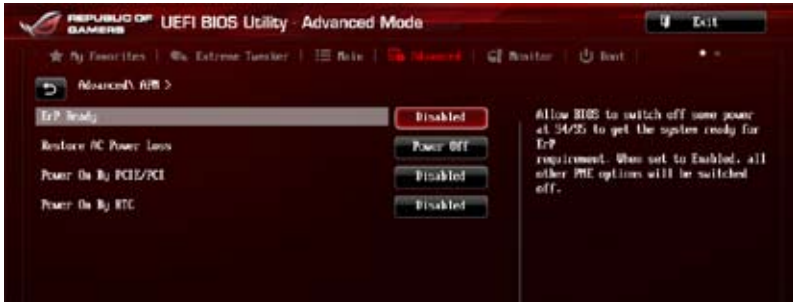 REPUBLIC OF GAMERS UEFI BIOS Utility - Advanced Mode
Exit
My Favorites | Extreme Tweaker | Main | Advanced | Monitor | Boot
Advanced\ APM >
ErP Ready Disabled
Restore AC Power Loss Power Off
Power On By PCIE/PCI Disabled
Power On By RTC Disabled
Allow BIOS to switch off some power
at S4/S5 to get the system ready for
ErP
requirement. When set to Enabled, all
other PME options will be switched
off.